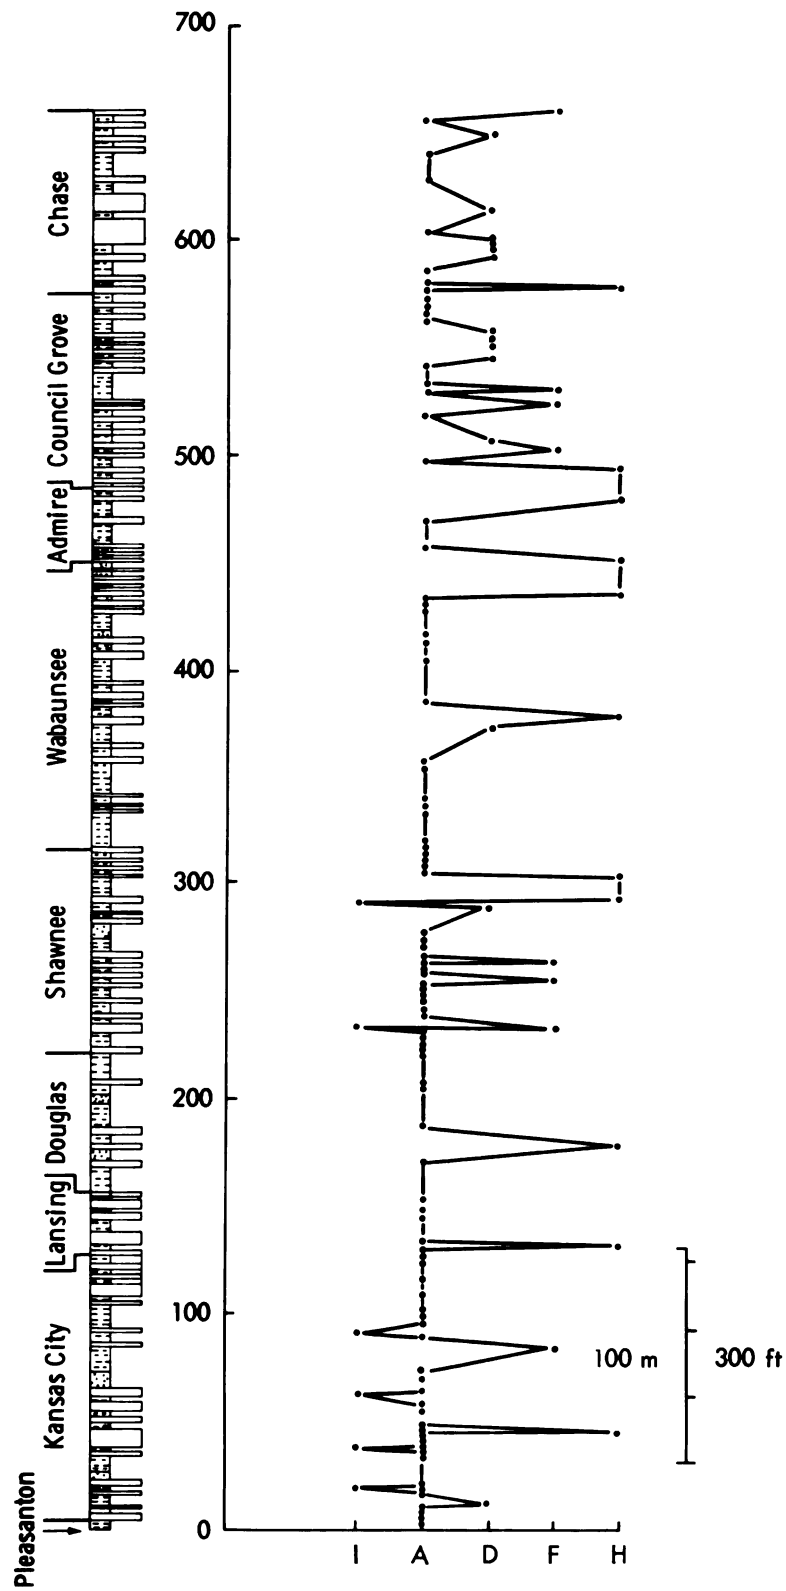 700
600
500
400
300
200
100
0
Chase
Council Grove
Admire
Wabaunsee
Shawnee
Douglas
Lansing
Kansas City
Pleasanton
100 m
300 ft
I A D F H